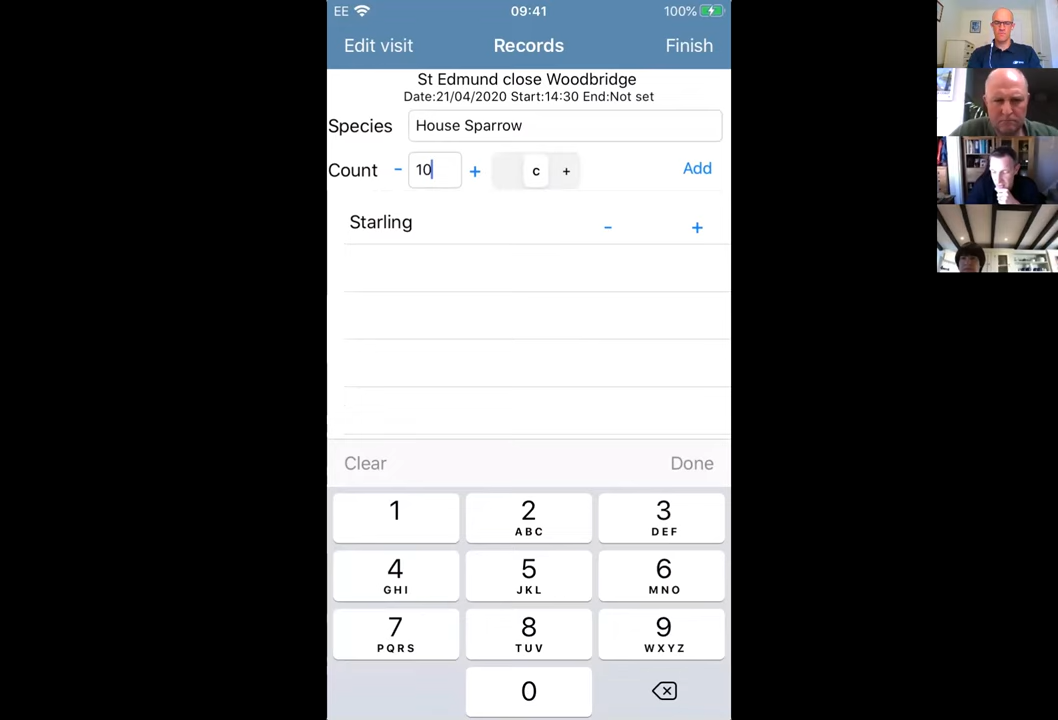 EE 09:41 100%
Edit visit Records Finish
St Edmund close Woodbridge
Date:21/04/2020 Start:14:30 End:Not set
Species House Sparrow
Count - 10 + c + Add
Starling - +
Clear Done
1 2 3
ABC DEF
4 5 6
GHI JKL MNO
7 8 9
PQRS TUV WXYZ
0